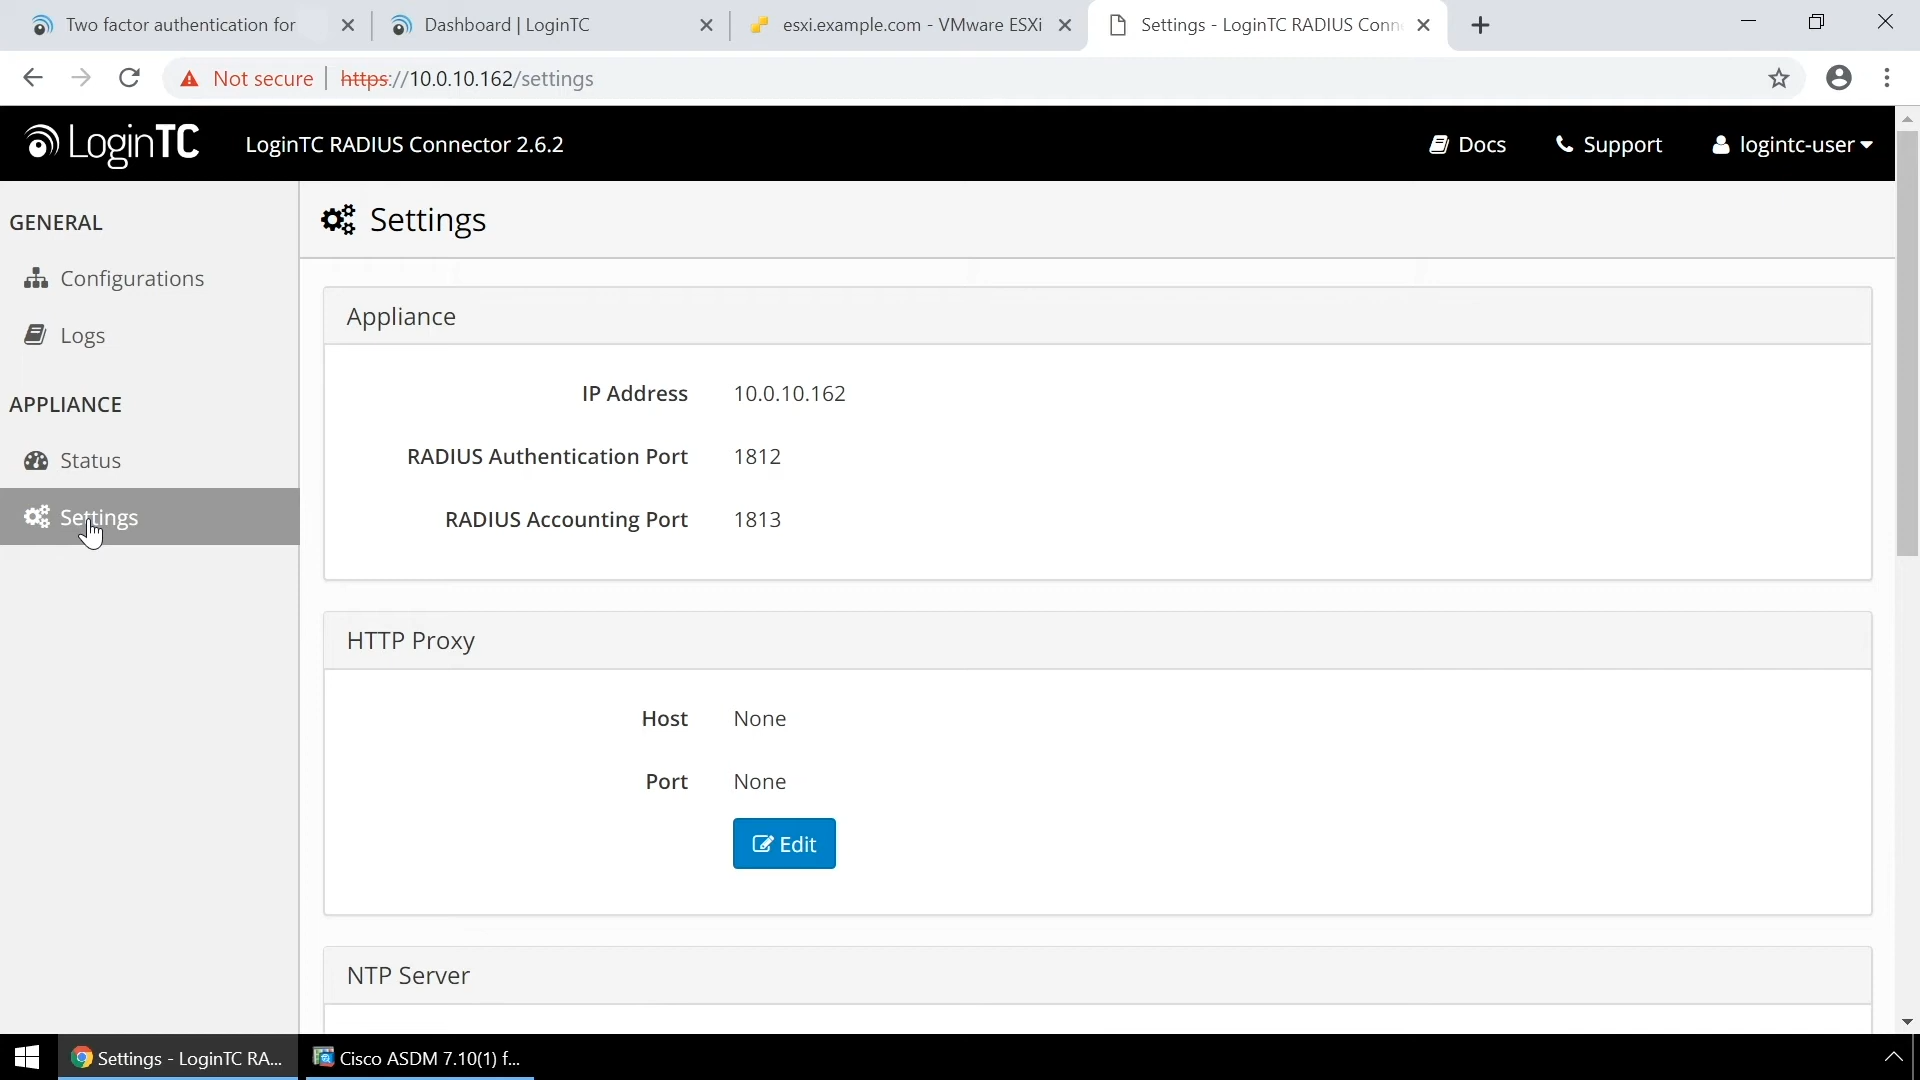 Two factor authentication for
Dashboard | LoginTC
esxi.example.com - VMware ESXi
Settings - LoginTC RADIUS Conn
Not secure
https://10.0.10.162/settings
LoginTC
LoginTC RADIUS Connector 2.6.2
Docs
Support
logintc-user
GENERAL
Configurations
Logs
APPLIANCE
Status
Settings
Settings
Appliance
IP Address 10.0.10.162
RADIUS Authentication Port 1812
RADIUS Accounting Port 1813
HTTP Proxy
Host None
Port None
Edit
NTP Server
Settings - LoginTC RA...
Cisco ASDM 7.10(1) f...